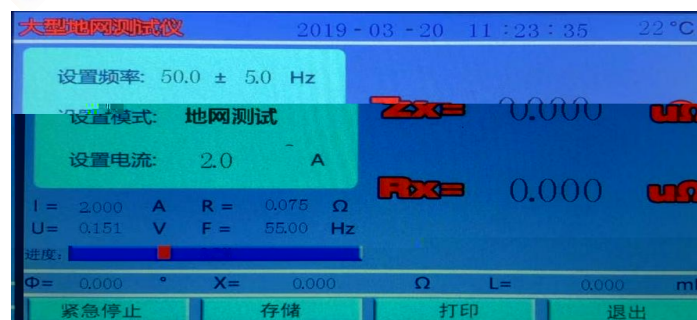 大型地网测试仪 2019-03-20 11:23:35 22℃
设置频率: 50.0 ± 5.0 Hz
设置模式: 地网测试
Zx= 0.000 uΩ
设置电流: 2.0 A
Rx= 0.000 uΩ
I = 2.000 A R = 0.075 Ω
U= 0.151 V F = 55.00 Hz
进度:
Φ= 0.000 ° X= 0.000 Ω L= 0.000
紧急停止 存储 打印 退出